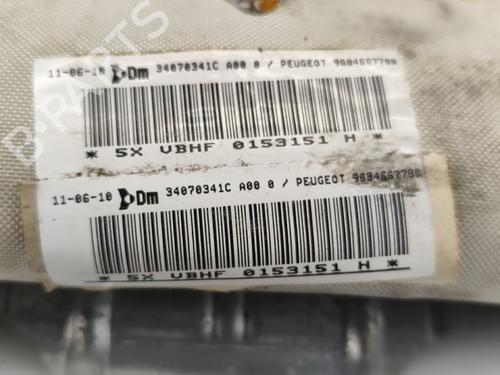 11-06-10 Dm 34070341C A00 0 / PEUGEOT 9684667780
* 5X VBHF 0153151 H *
11-06-10 Dm 34070341C A00 0 / PEUGEOT 9684667780
* 5X VBHF 0153151 H *